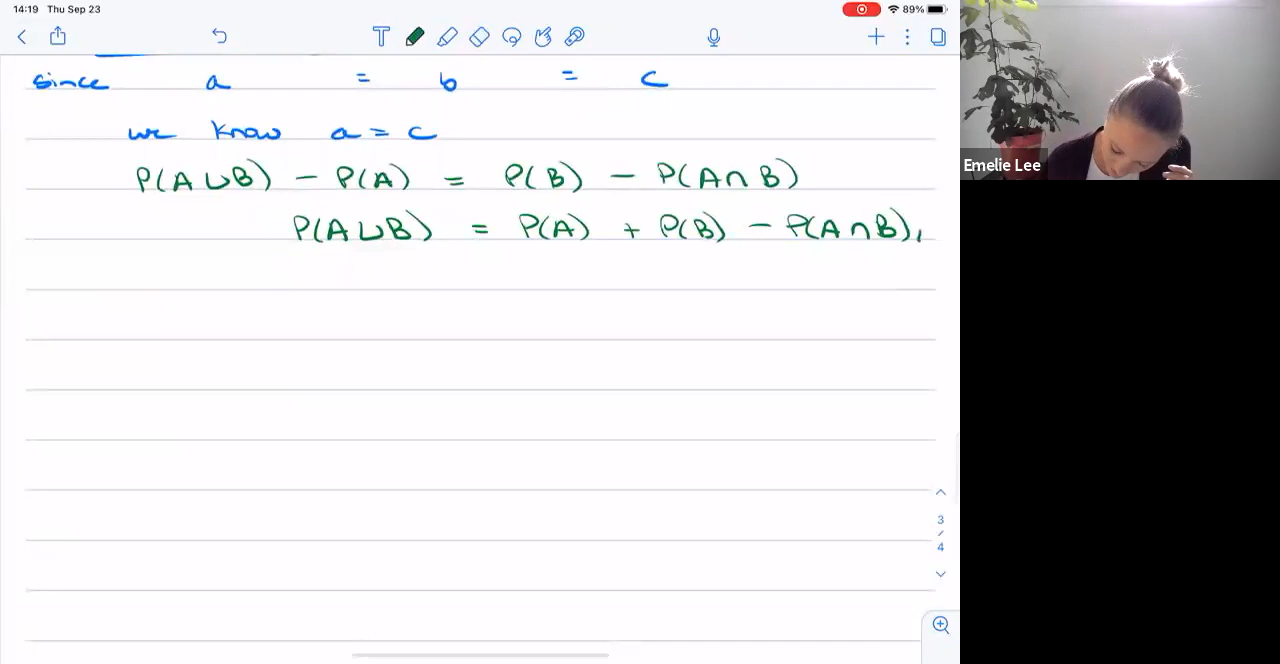 14:19 Thu Sep 23
89%
since a = b = c
we know a = c
P(A∪B) − P(A) = P(B) − P(A∩B)
P(A∪B) = P(A) + P(B) − P(A∩B),
3
/
4
Emelie Lee